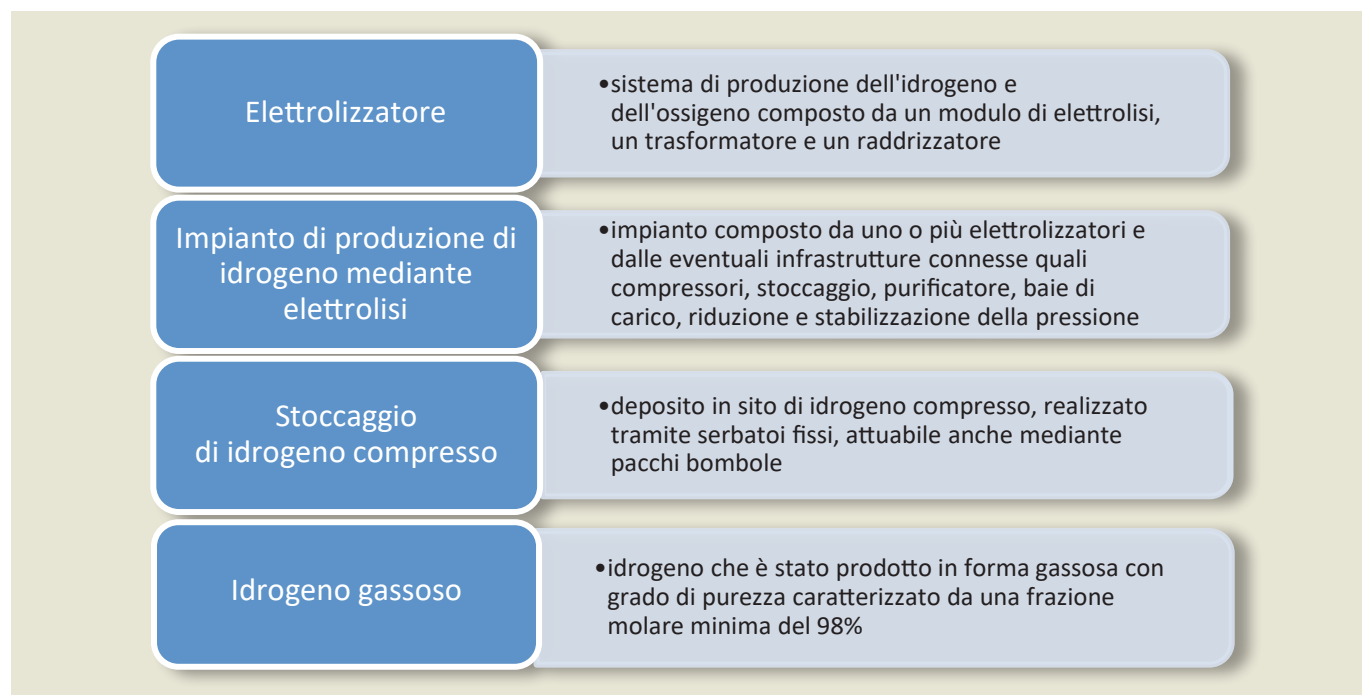 Elettrolizzatore
•sistema di produzione dell'idrogeno e
dell'ossigeno composto da un modulo di elettrolisi,
un trasformatore e un raddrizzatore
Impianto di produzione di
idrogeno mediante
elettrolisi
•impianto composto da uno o più elettrolizzatori e
dalle eventuali infrastrutture connesse quali
compressori, stoccaggio, purificatore, baie di
carico, riduzione e stabilizzazione della pressione
Stoccaggio
di idrogeno compresso
•deposito in sito di idrogeno compresso, realizzato
tramite serbatoi fissi, attuabile anche mediante
pacchi bombole
Idrogeno gassoso
•idrogeno che è stato prodotto in forma gassosa con
grado di purezza caratterizzato da una frazione
molare minima del 98%